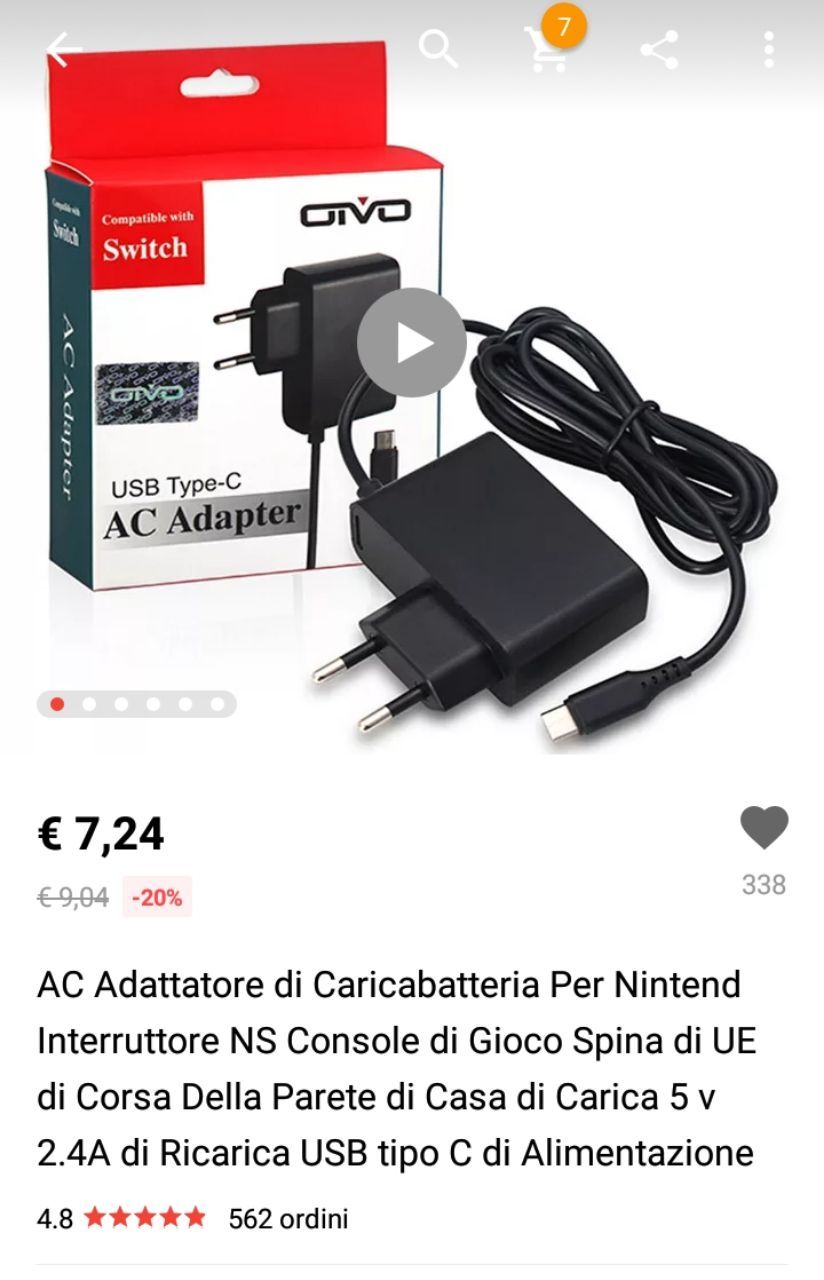 7
Compatible with
Switch
OIVO
Switch
AC Adapter
OIVO
USB Type-C
AC Adapter
€ 7,24
338
€ 9,04 -20%
AC Adattatore di Caricabatteria Per Nintend
Interruttore NS Console di Gioco Spina di UE
di Corsa Della Parete di Casa di Carica 5 v
2.4A di Ricarica USB tipo C di Alimentazione
4.8 562 ordini